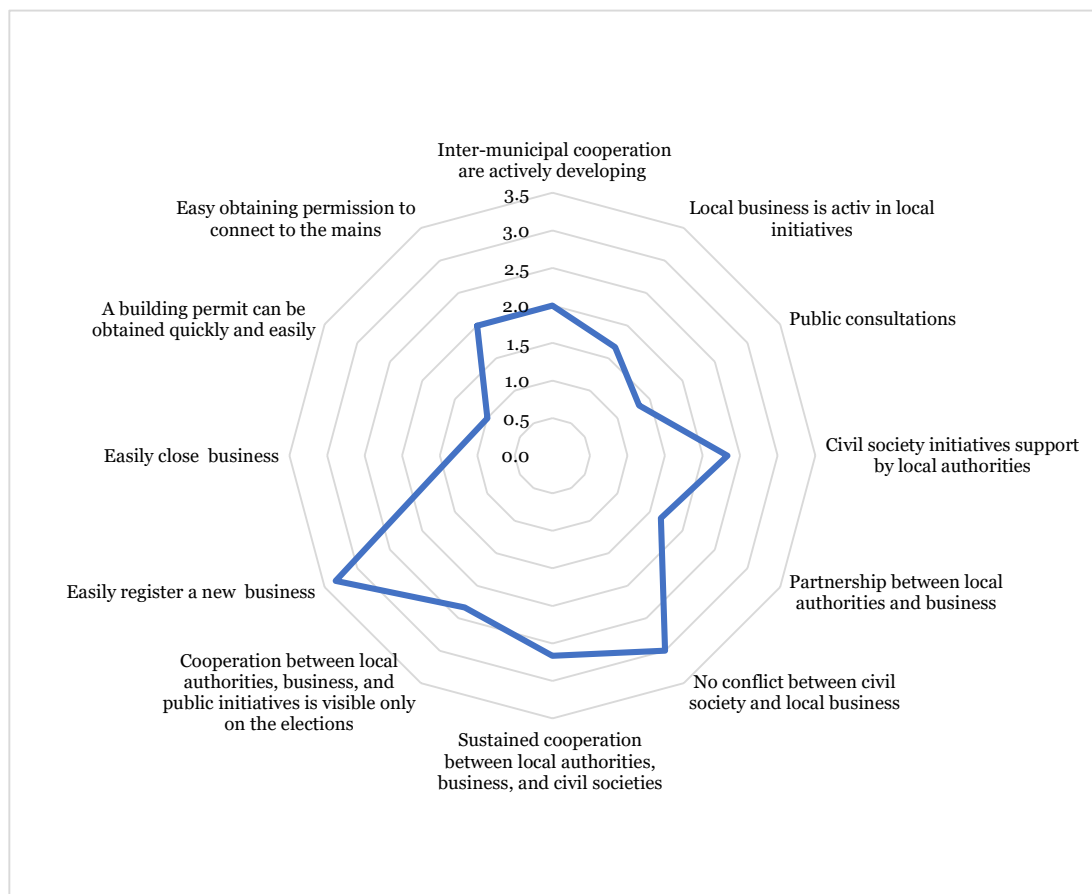 Inter-municipal cooperation
are actively developing
Local business is activ in local
initiatives
Public consultations
Civil society initiatives support
by local authorities
Partnership between local
authorities and business
No conflict between civil
society and local business
Sustained cooperation
between local authorities,
business, and civil societies
Cooperation between local
authorities, business, and
public initiatives is visible only
on the elections
Easily register a new  business
Easily close  business
A building permit can be
obtained quickly and easily
Easy obtaining permission to
connect to the mains
3.5
3.0
2.5
2.0
1.5
1.0
0.5
0.0